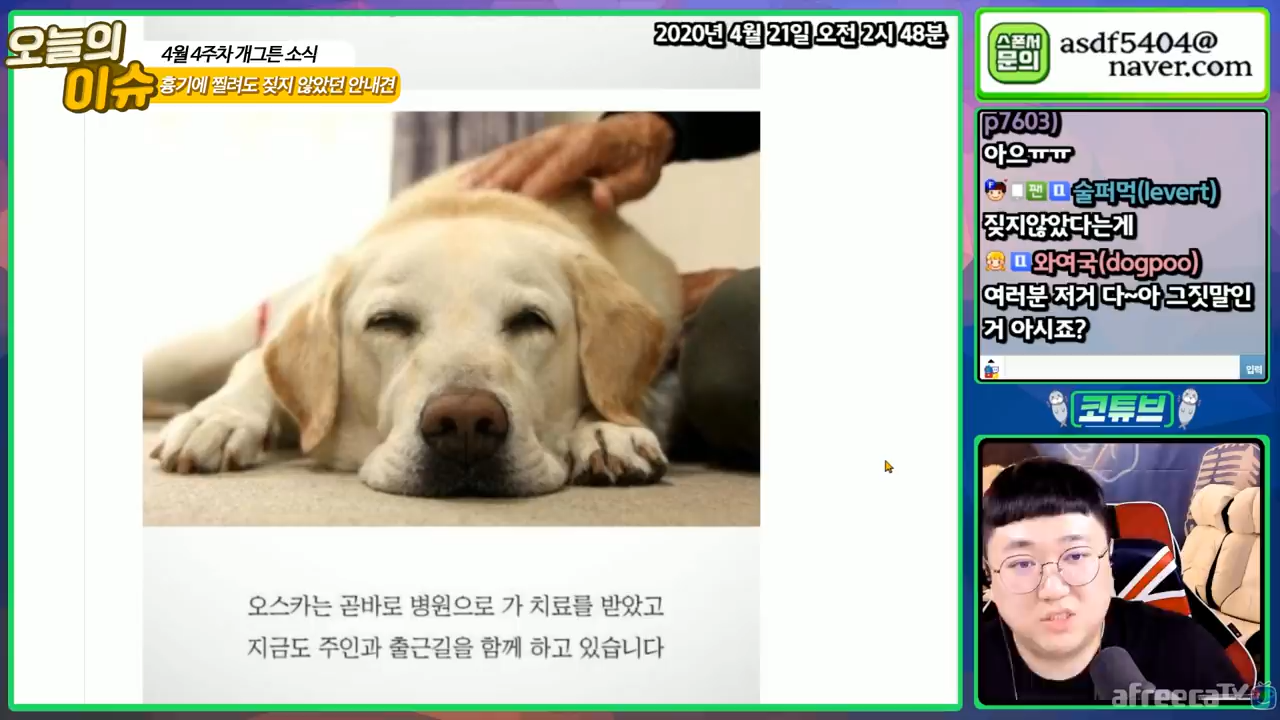 오늘의
이슈
4월 4주차 개그튼 소식
흉기에 찔려도 짖지 않았던 안내견
2020년 4월 21일 오전 2시 48분
스폰서
문의
asdf5404@
naver.com
p7603)
아으ㅠㅠ
팬 술퍼먹(levert)
짖지않았다는게
와여국(dogpoo)
여러분 저거 다~아 그짓말인
거 아시죠?
입력
코튜브
오스카는 곧바로 병원으로 가 치료를 받았고
지금도 주인과 출근길을 함께 하고 있습니다
afreecaTV